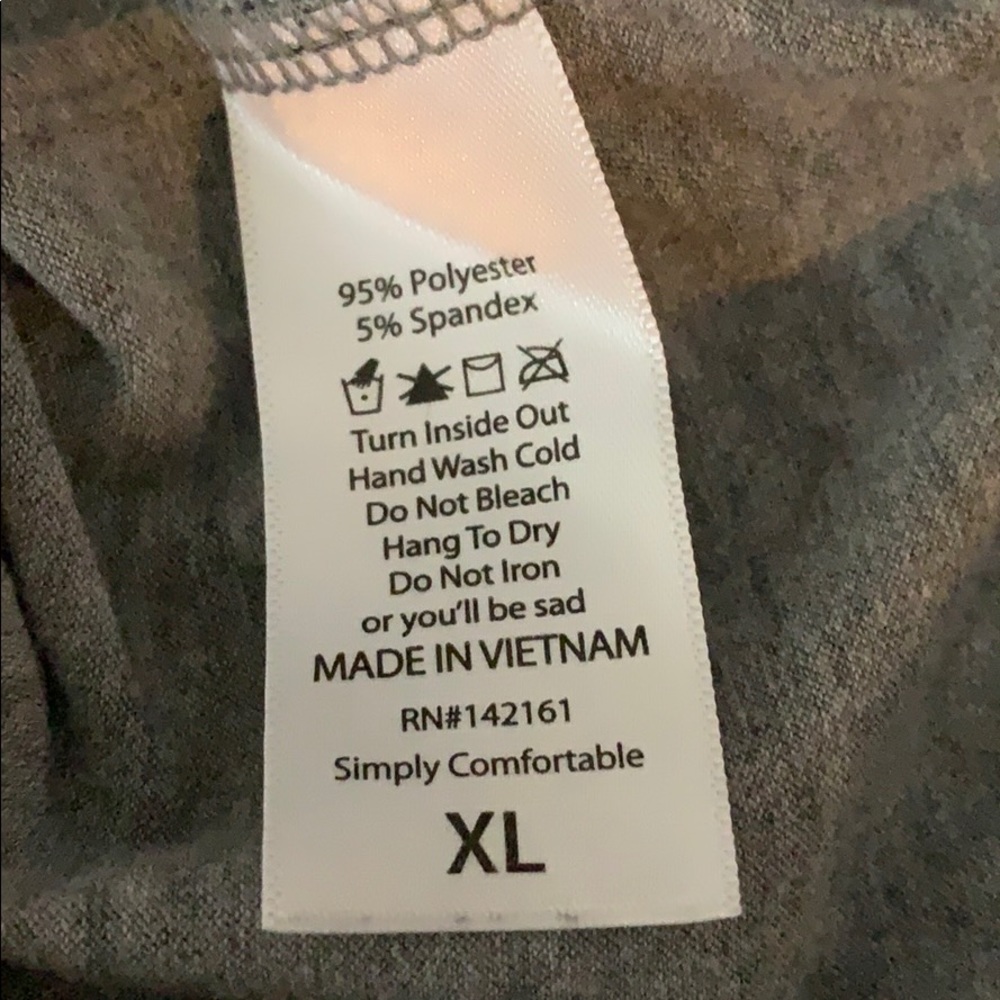 95% Polyester
5% Spandex
Turn Inside Out
Hand Wash Cold
Do Not Bleach
Hang To Dry
Do Not Iron
or you'll be sad
MADE IN VIETNAM
RN#142161
Simply Comfortable
XL